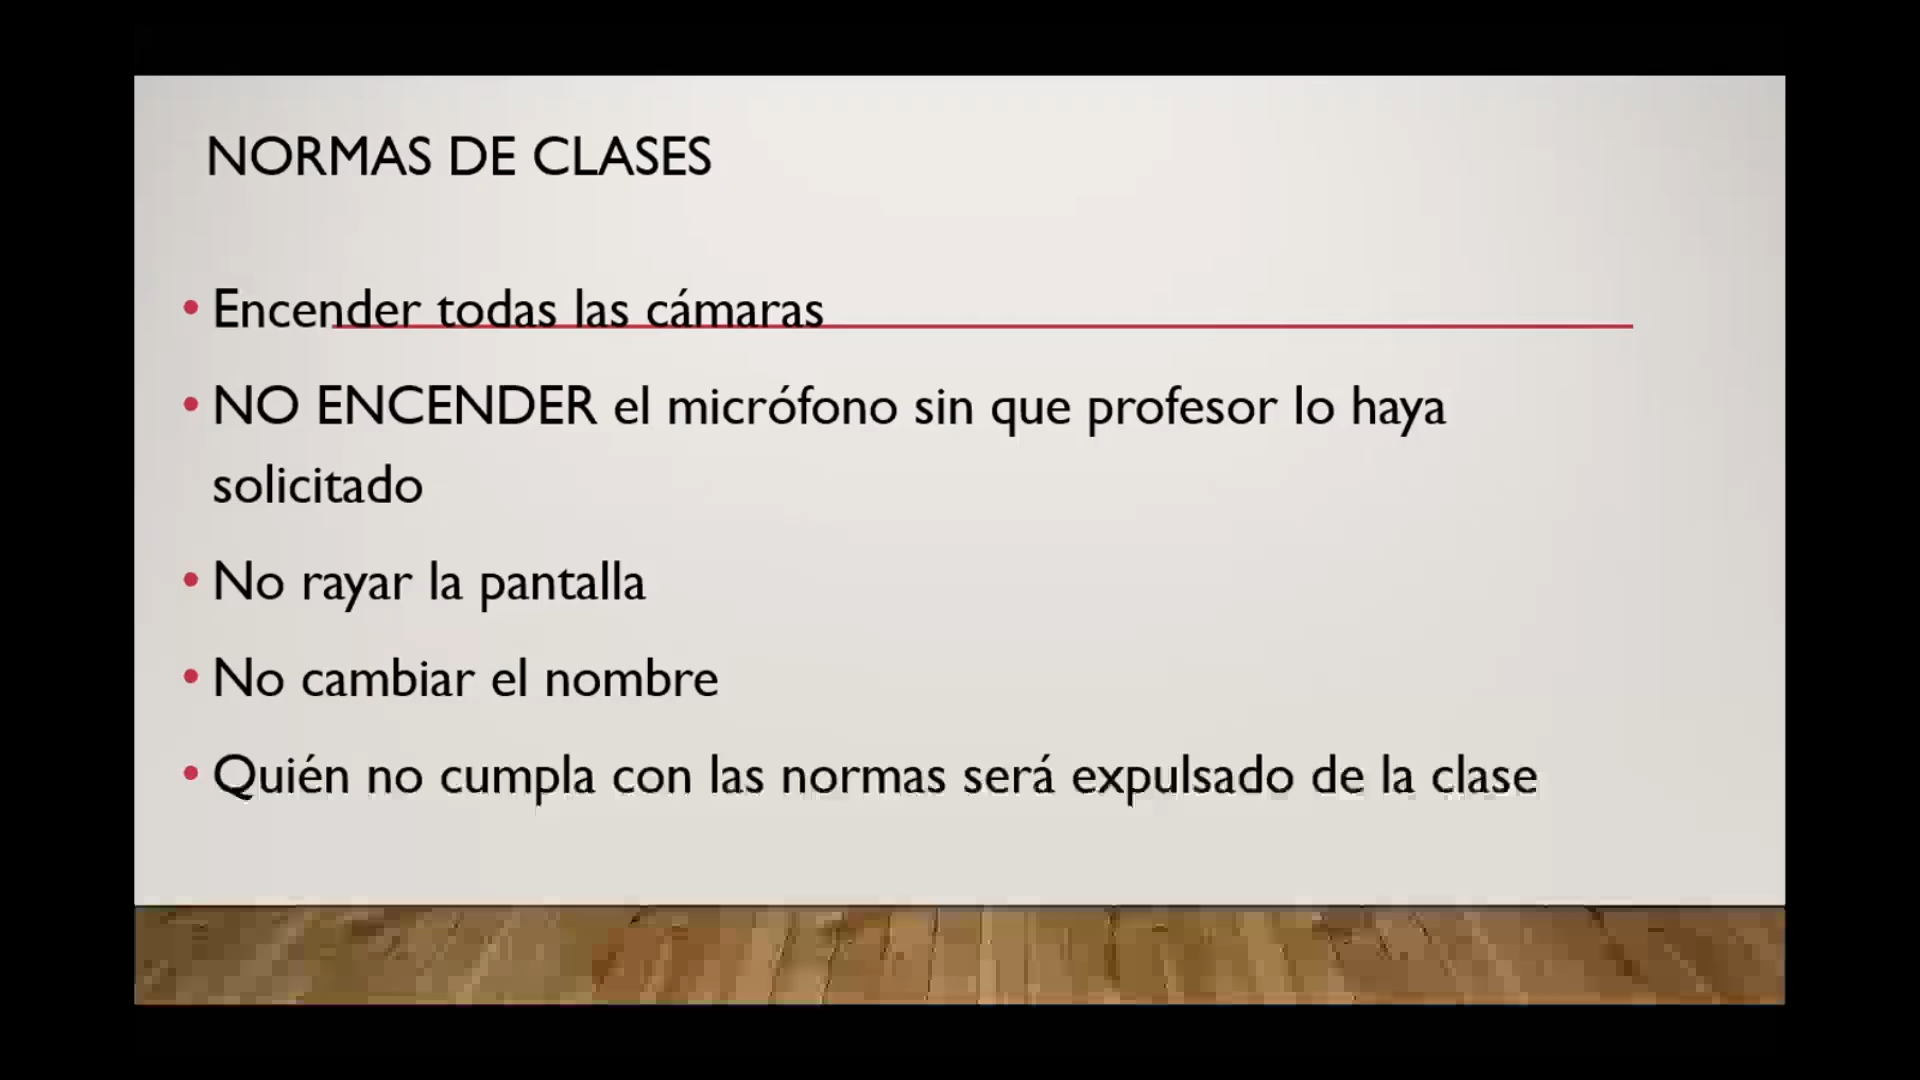 NORMAS DE CLASES
• Encender todas las cámaras
• NO ENCENDER el micrófono sin que profesor lo haya
solicitado
• No rayar la pantalla
• No cambiar el nombre
• Quién no cumpla con las normas será expulsado de la clase